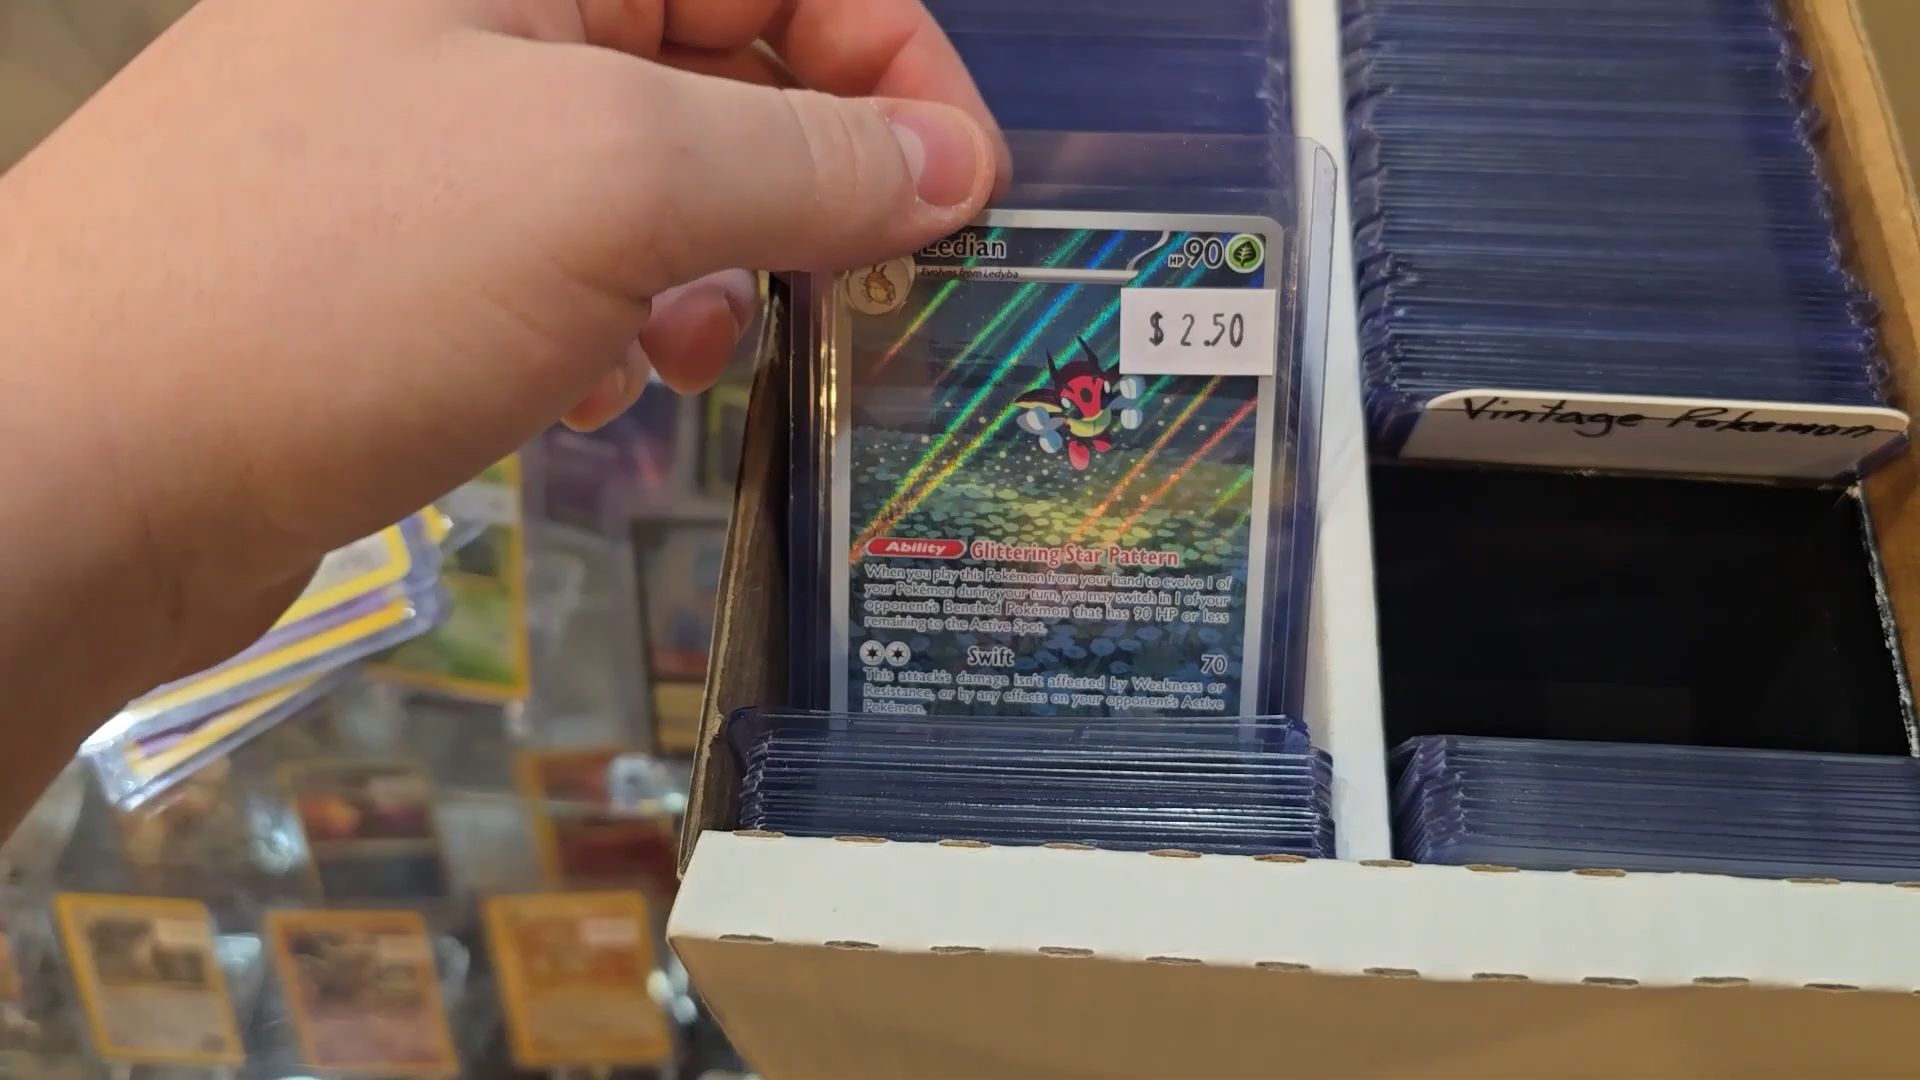 Ledian
HP 90
Evolves from Ledyba
$ 2.50
Vintage Pokemon
Ability Glittering Star Pattern
When you play this Pokémon from your hand to evolve 1 of
your Pokémon during your turn, you may switch in 1 of your
opponent's Benched Pokémon that has 90 HP or less
remaining to the Active Spot.
Swift 70
This attack's damage isn't affected by Weakness or
Resistance, or by any effects on your opponent's Active
Pokémon.